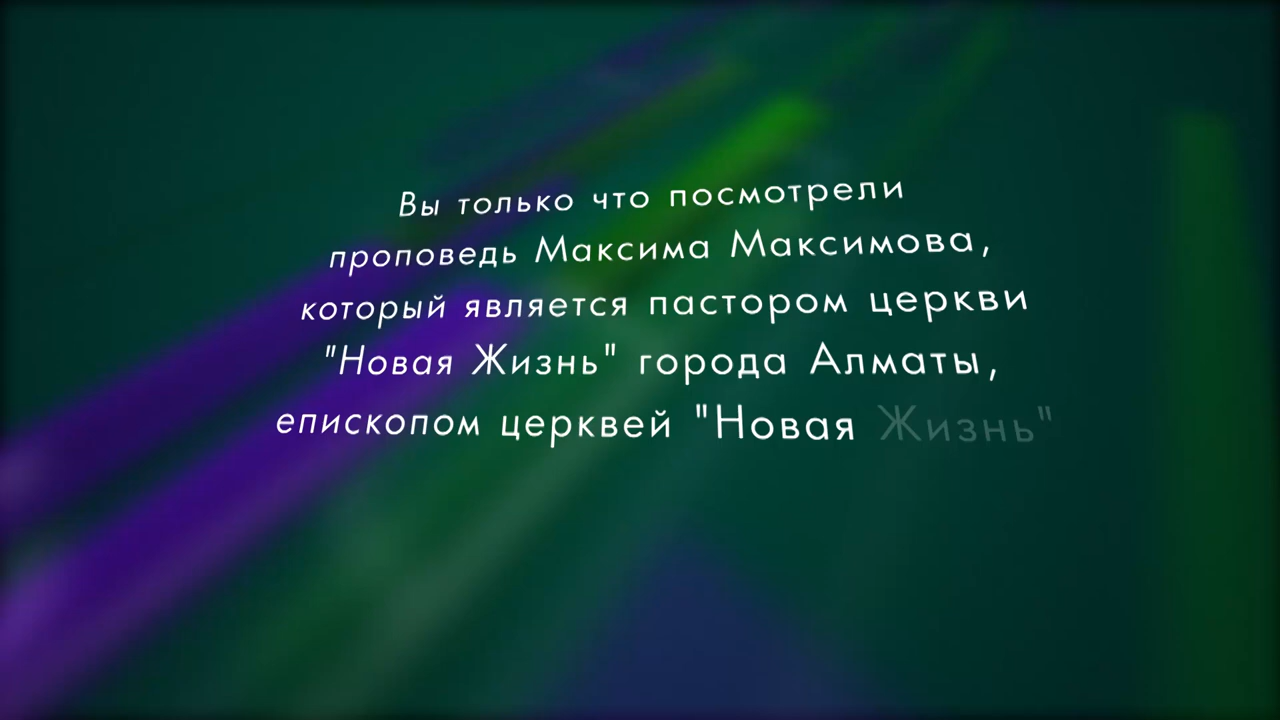 Вы только что посмотрели
проповедь Максима Максимова,
который является пастором церкви
"Новая Жизнь" города Алматы,
епископом церквей "Новая Жизнь"